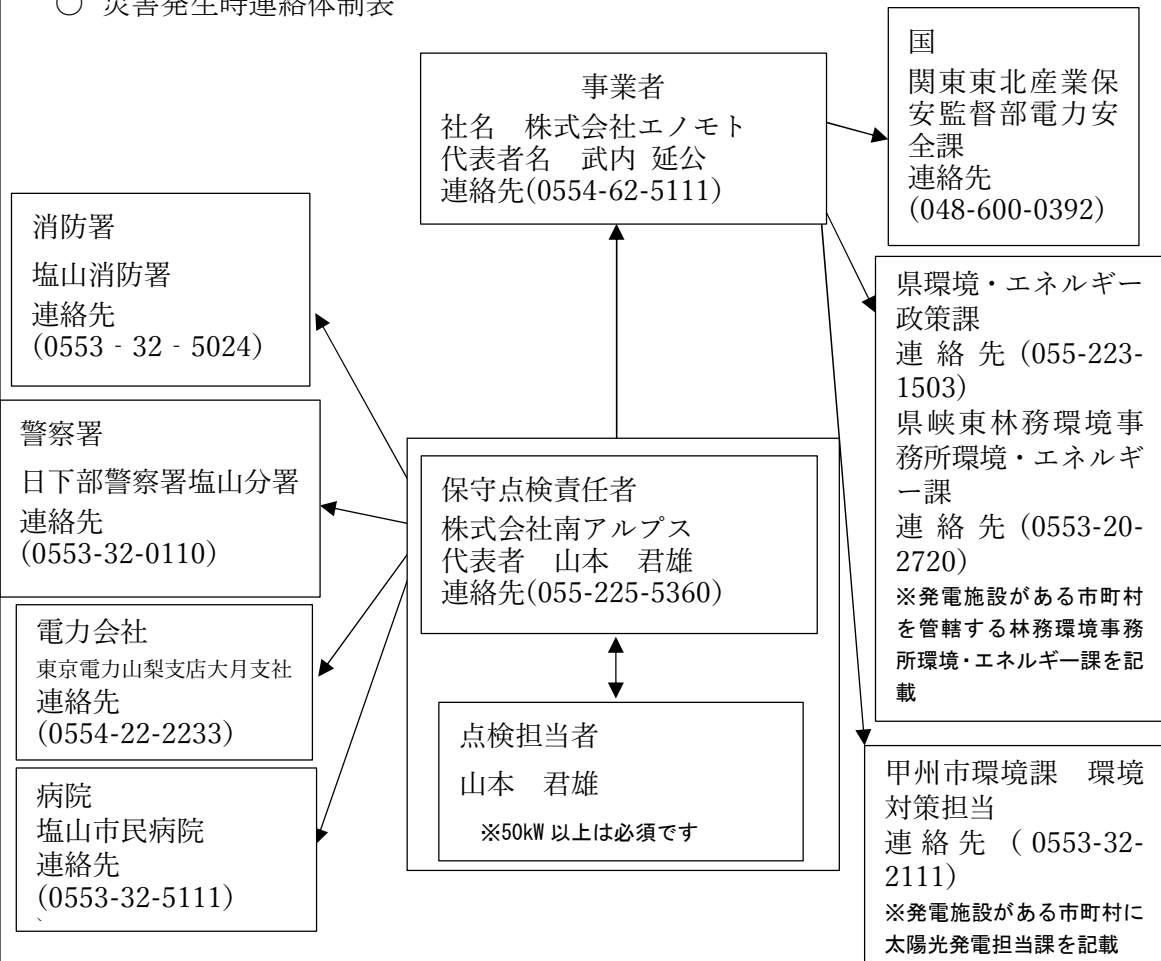 ○ 災害発生時連絡体制表
事業者
社名　株式会社エノモト
代表者名　武内 延公
連絡先(0554-62-5111)
国
関東東北産業保
安監督部電力安
全課
連絡先
(048-600-0392)
消防署
塩山消防署
連絡先
(0553‐32‐5024)
県環境・エネルギー
政策課
連絡先(055-223-
1503)
県峡東林務環境事
務所環境・エネルギ
ー課
連絡先(0553-20-
2720)
※発電施設がある市町村
を管轄する林務環境事務
所環境・エネルギー課を記
載
警察署
日下部警察署塩山分署
連絡先
(0553-32-0110)
保守点検責任者
株式会社南アルプス
代表者　山本　君雄
連絡先(055-225-5360)
電力会社
東京電力山梨支店大月支社
連絡先
(0554-22-2233)
点検担当者
山本　君雄
※50kW 以上は必須です
病院
塩山市民病院
連絡先
(0553-32-5111)
、
甲州市環境課　環境
対策担当
連絡先（0553-32-
2111)
※発電施設がある市町村に
太陽光発電担当課を記載